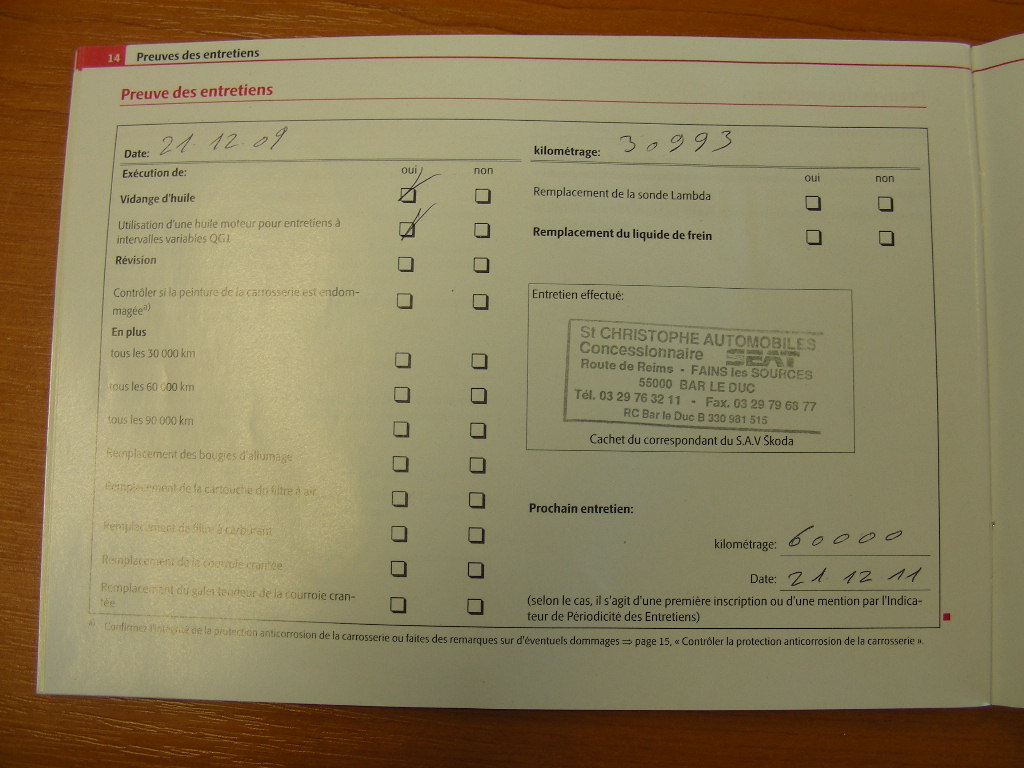 14 Preuves des entretiens
Preuve des entretiens
Date: 21 12 09
kilométrage: 30993
Exécution de: oui non
Vidange d'huile
Utilisation d'une huile moteur pour entretiens à
intervalles variables QG1
Révision
Contrôler si la peinture de la carrosserie est endom-
magée a)
En plus
tous les 30 000 km
tous les 60 000 km
tous les 90 000 km
Remplacement des bougies d'allumage
Remplacement de la cartouche du filtre à air
Remplacement de filtre à carburant
Remplacement de la courroie crantée
Remplacement du galet tendeur de la courroie cran-
tée
oui non
Remplacement de la sonde Lambda
Remplacement du liquide de frein
Entretien effectué:
St CHRISTOPHE AUTOMOBILES
Concessionnaire SEAT
Route de Reims - FAINS les SOURCES
55000 BAR LE DUC
Tél. 03 29 76 32 11 - Fax. 03 29 79 68 77
RC Bar le Duc B 330 981 515
Cachet du correspondant du S.A.V Škoda
Prochain entretien:
kilométrage: 60000
Date: 21 12 11
(selon le cas, il s'agit d'une première inscription ou d'une mention par l'Indica-
teur de Périodicité des Entretiens)
a) Confirmez l'intégrité de la protection anticorrosion de la carrosserie ou faites des remarques sur d'éventuels dommages ⇒ page 15, « Contrôler la protection anticorrosion de la carrosserie ».